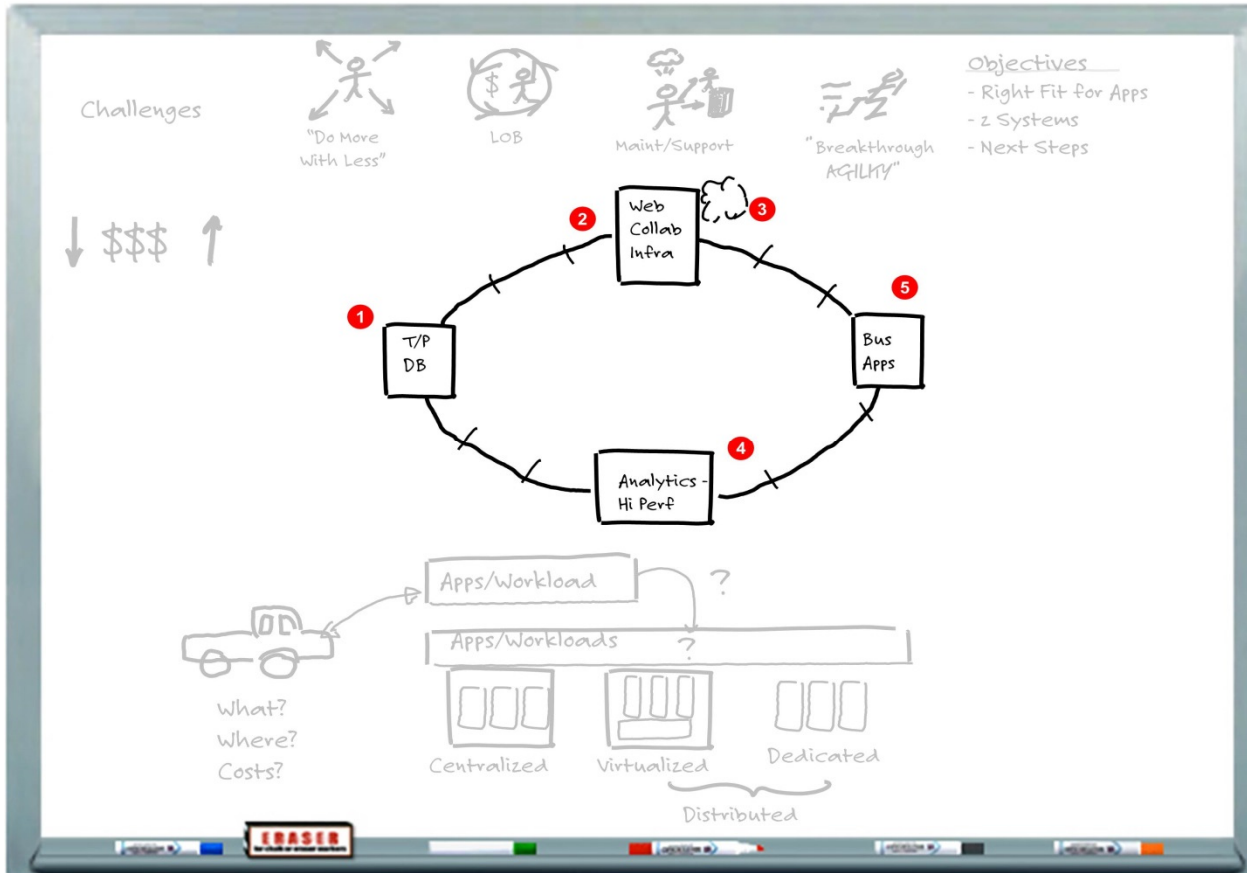 Challenges
"Do More
With Less"
LOB
Maint/Support
"Breakthrough
AGILITY"
Objectives
- Right Fit for Apps
- 2 Systems
- Next Steps
$$$
$
1
T/P
DB
2
Web
Collab
Infra
3
4
Analytics -
Hi Perf
5
Bus
Apps
Apps/Workload
?
Apps/Workloads ?
What?
Where?
Costs?
Centralized
Virtualized
Dedicated
Distributed
ERASER